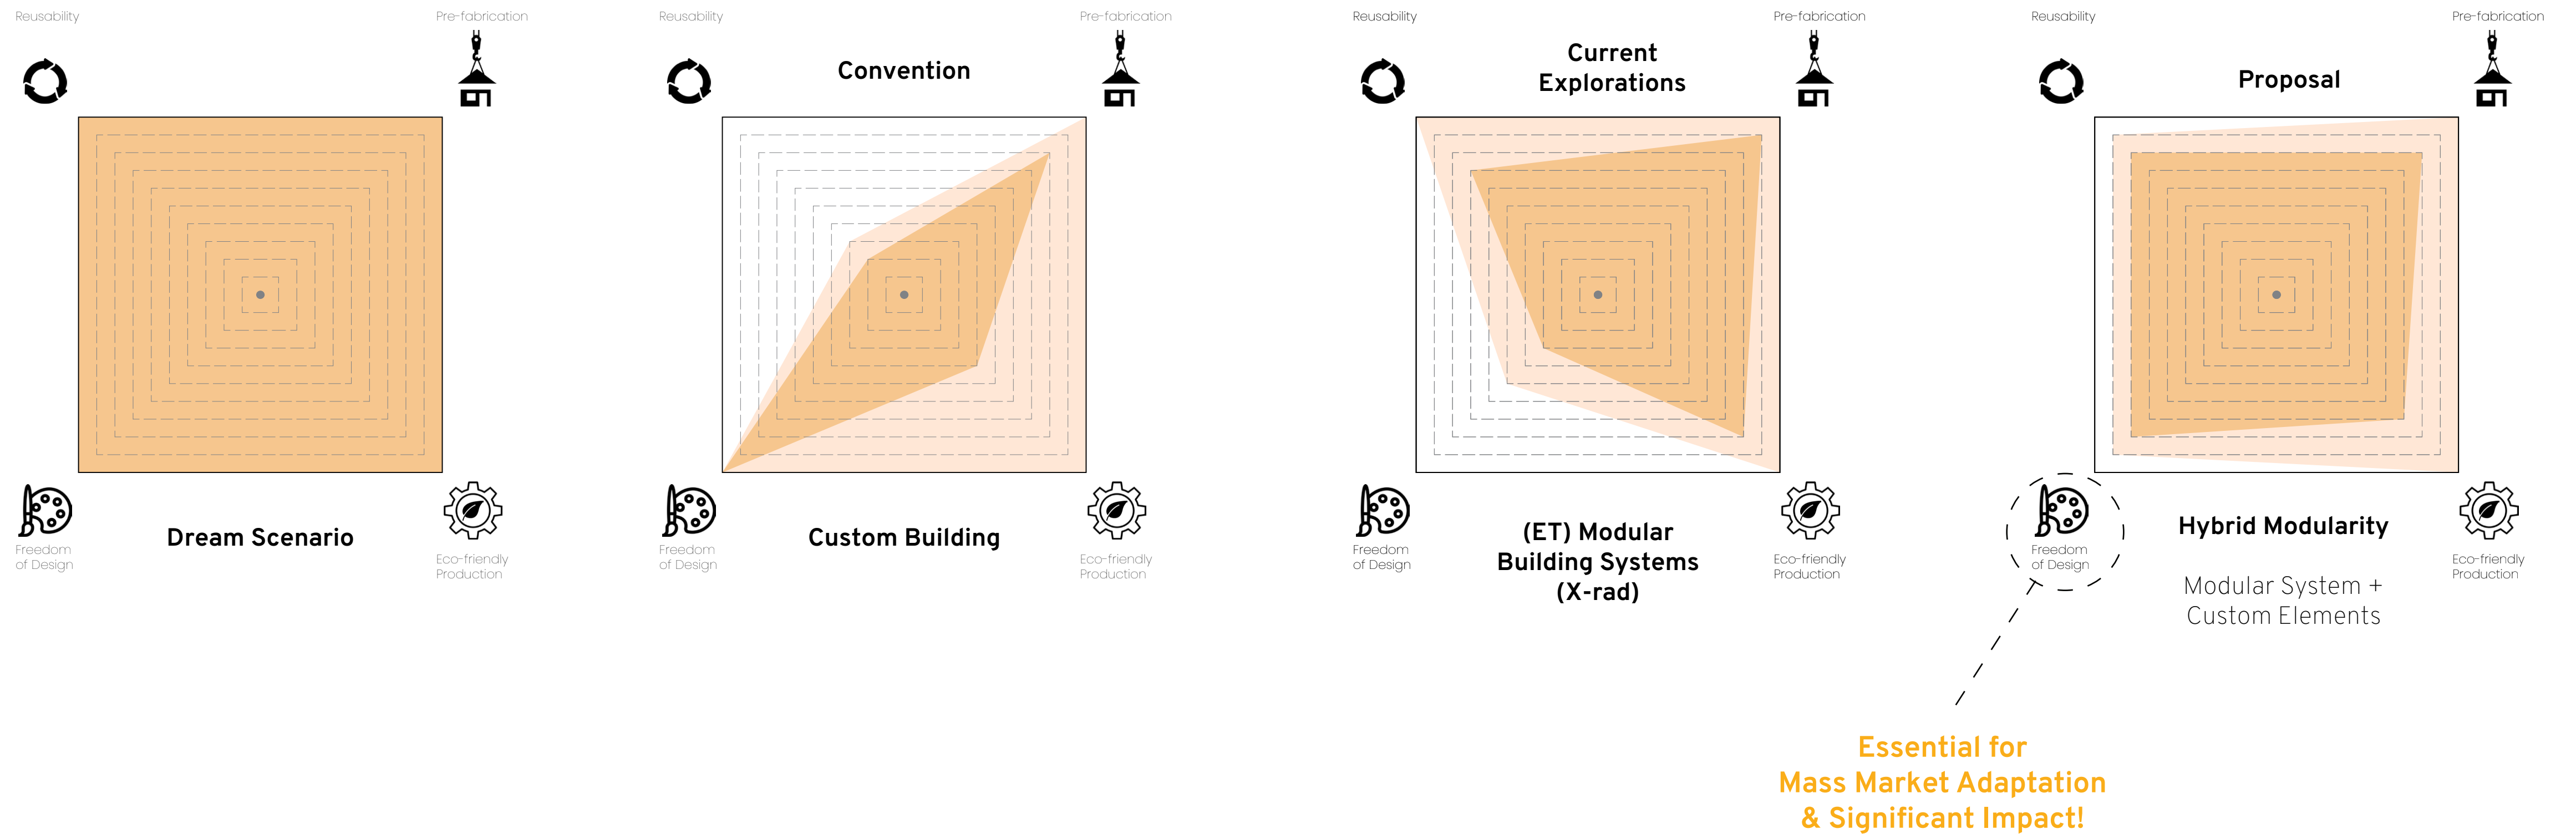 Reusability
Pre-fabrication
Dream Scenario
Freedom
of Design
Eco-friendly
Production
Reusability
Convention
Pre-fabrication
Custom Building
Freedom
of Design
Eco-friendly
Production
Reusability
Current
Explorations
Pre-fabrication
(ET) Modular
Building Systems
(X-rad)
Freedom
of Design
Eco-friendly
Production
Reusability
Proposal
Pre-fabrication
Hybrid Modularity
Modular System +
Custom Elements
Freedom
of Design
Eco-friendly
Production
Essential for
Mass Market Adaptation
& Significant Impact!